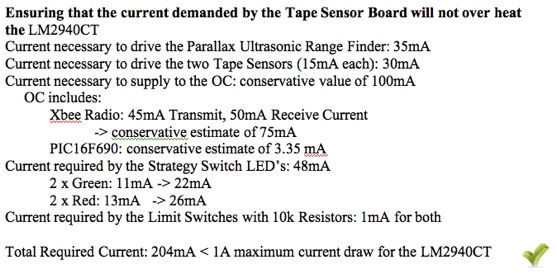 Ensuring that the current demanded by the Tape Sensor Board will not over heat
the LM2940CT
Current necessary to drive the Parallax Ultrasonic Range Finder: 35mA
Current necessary to drive the two Tape Sensors (15mA each): 30mA
Current necessary to supply to the OC: conservative value of 100mA
OC includes:
Xbee Radio: 45mA Transmit, 50mA Receive Current
-> conservative estimate of 75mA
PIC16F690: conservative estimate of 3.35 mA
Current required by the Strategy Switch LED's: 48mA
2 x Green: 11mA -> 22mA
2 x Red: 13mA -> 26mA
Current required by the Limit Switches with 10k Resistors: 1mA for both
Total Required Current: 204mA < 1A maximum current draw for the LM2940CT